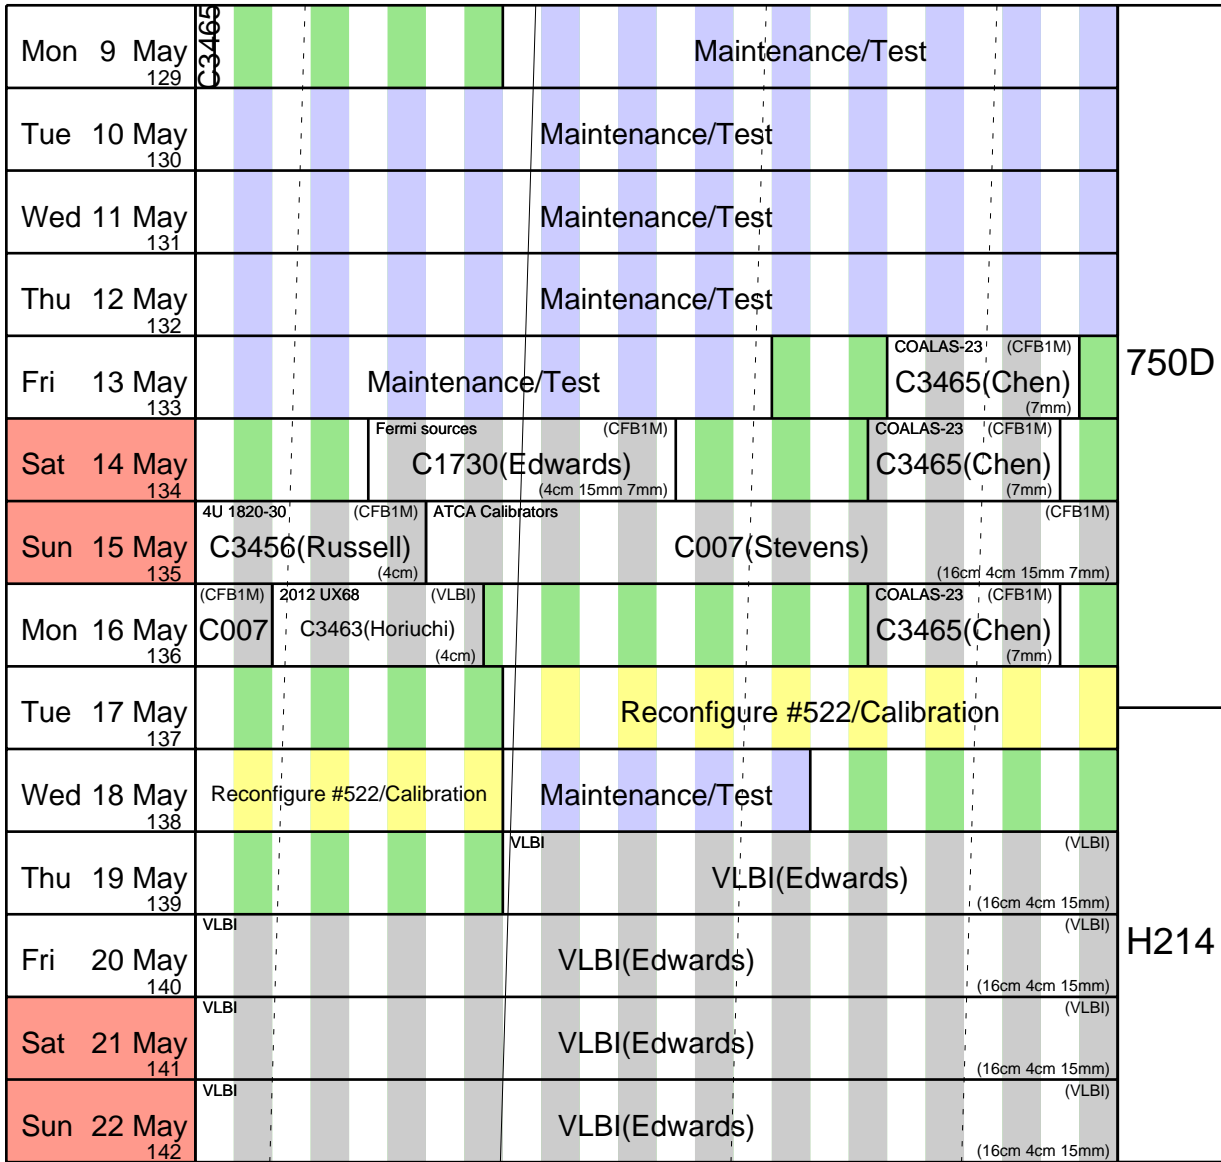 Mon 9 May
129
C3465
Maintenance/Test
Tue 10 May
130
Maintenance/Test
Wed 11 May
131
Maintenance/Test
Thu 12 May
132
Maintenance/Test
Fri 13 May
133
Maintenance/Test
COALAS-23 (CFB1M)
C3465(Chen)
(7mm)
750D
Sat 14 May
134
Fermi sources (CFB1M)
C1730(Edwards)
(4cm 15mm 7mm)
COALAS-23 (CFB1M)
C3465(Chen)
(7mm)
Sun 15 May
135
4U 1820-30 (CFB1M)
C3456(Russell)
(4cm)
ATCA Calibrators (CFB1M)
C007(Stevens)
(16cm 4cm 15mm 7mm)
Mon 16 May
136
(CFB1M)
C007
2012 UX68 (VLBI)
C3463(Horiuchi)
(4cm)
COALAS-23 (CFB1M)
C3465(Chen)
(7mm)
Tue 17 May
137
Reconfigure #522/Calibration
Wed 18 May
138
Reconfigure #522/Calibration
Maintenance/Test
Thu 19 May
139
VLBI (VLBI)
VLBI(Edwards)
(16cm 4cm 15mm)
H214
Fri 20 May
140
VLBI (VLBI)
VLBI(Edwards)
(16cm 4cm 15mm)
Sat 21 May
141
VLBI (VLBI)
VLBI(Edwards)
(16cm 4cm 15mm)
Sun 22 May
142
VLBI (VLBI)
VLBI(Edwards)
(16cm 4cm 15mm)